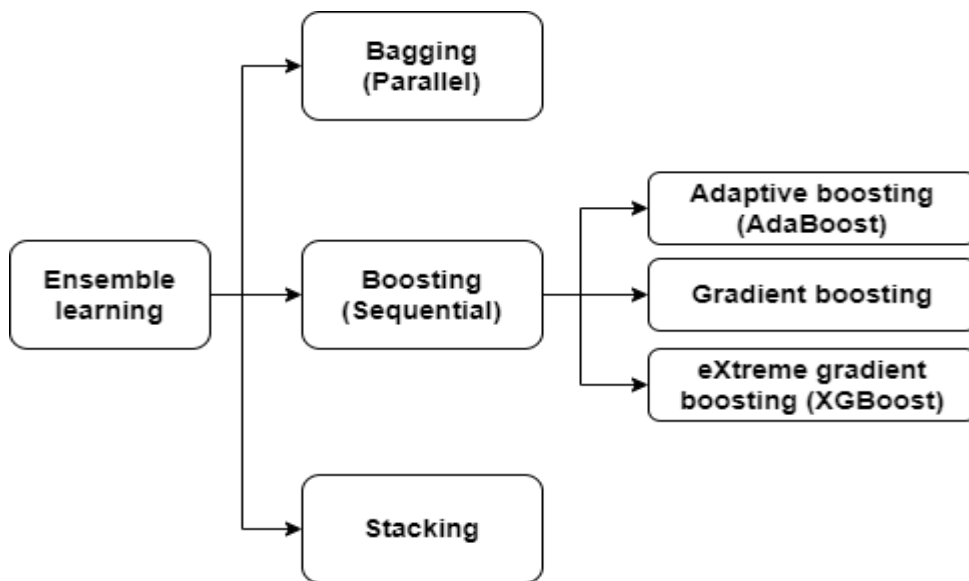 Bagging
(Parallel)
Adaptive boosting
(AdaBoost)
Ensemble
learning
Boosting
(Sequential)
Gradient boosting
eXtreme gradient
boosting (XGBoost)
Stacking